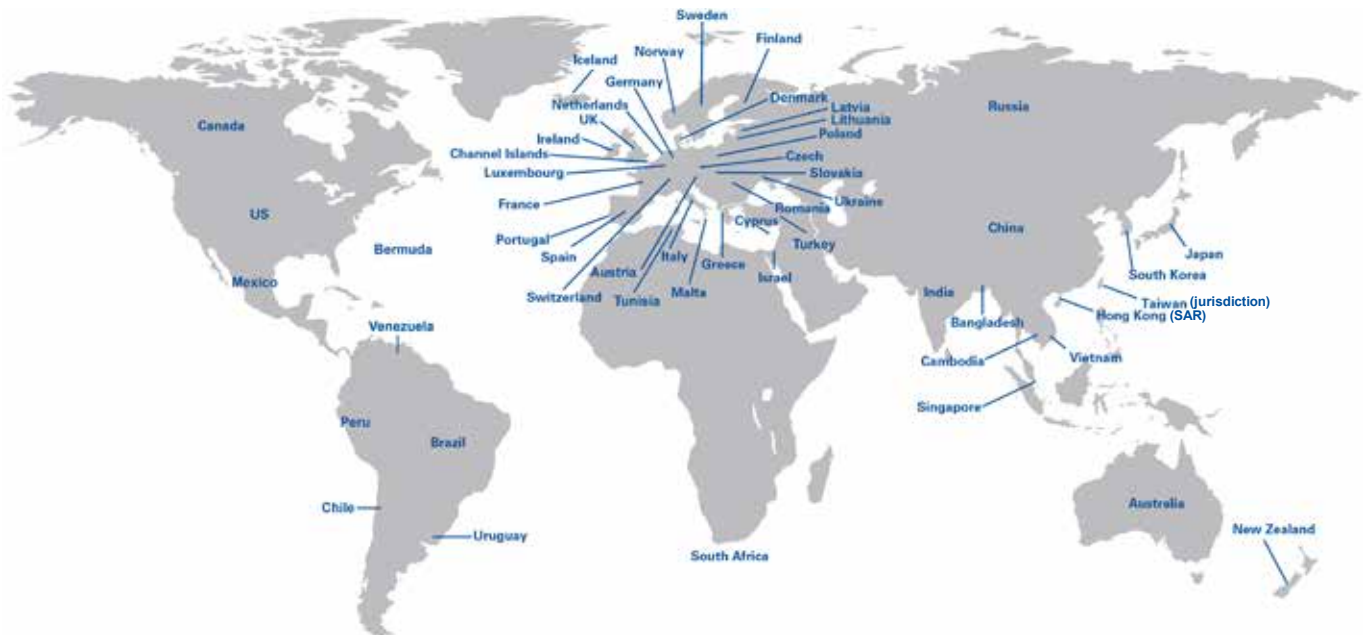 Sweden
Finland
Norway
Iceland
Germany
Netherlands
Denmark
UK
Latvia
Lithuania
Russia
Canada
Ireland
Poland
Channel Islands
Czech
Luxembourg
Slovakia
France
Ukraine
Romania
US
Cyprus
China
Portugal
Turkey
Bermuda
Spain
Italy
Greece
Japan
Austria
Israel
South Korea
Mexico
Switzerland
Tunisia
Malta
India
Taiwan (jurisdiction)
Hong Kong (SAR)
Bangladesh
Venezuela
Cambodia
Vietnam
Singapore
Peru
Brazil
Chile
Australia
Uruguay
New Zealand
South Africa